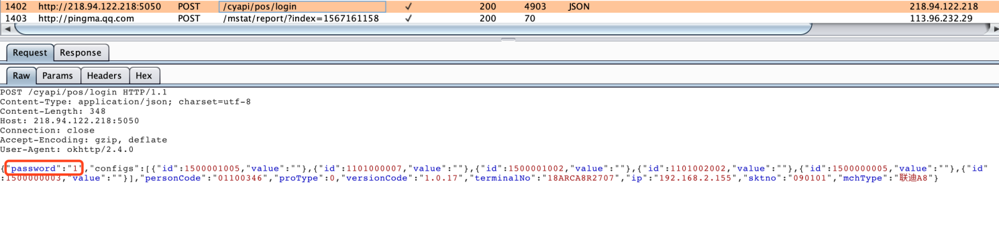 1402 http://218.94.122.218:5050 POST /cyapi/pos/login ✓ 200 4903 JSON 218.94.122.218
1403 http://pingma.qq.com POST /mstat/report/?index=1567161158 ✓ 200 70 113.96.232.29
Request Response
Raw Params Headers Hex
POST /cyapi/pos/login HTTP/1.1
Content-Type: application/json; charset=utf-8
Content-Length: 348
Host: 218.94.122.218:5050
Connection: close
Accept-Encoding: gzip, deflate
User-Agent: okhttp/2.4.0
{"password":"1","configs":[{"id":1500001005,"value":""},{"id":1101000007,"value":""},{"id":1500001002,"value":""},{"id":1101002002,"value":""},{"id":1500000005,"value":""},{"id"
:1500000003,"value":""}],"personCode":"01100346","proType":0,"versionCode":"1.0.17","terminalNo":"18ARCA8R2707","ip":"192.168.2.155","sktno":"090101","mchType":"联迪A8"}